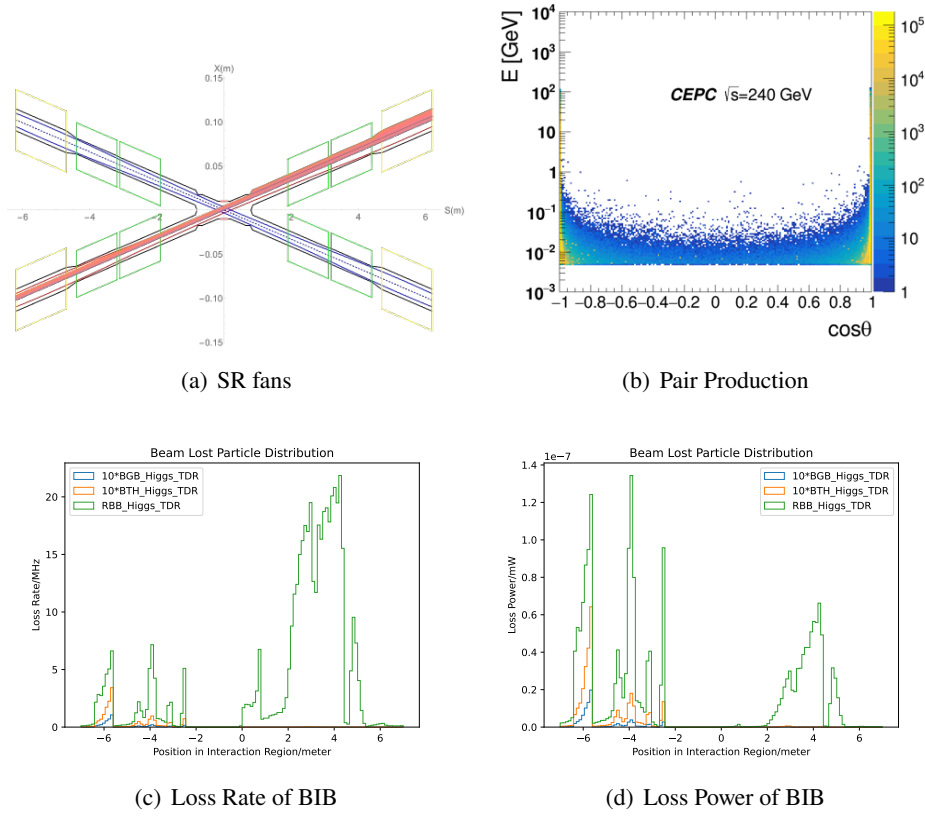 X(m)
0.15
0.10
0.05
−6 −4 −2 2 4 6 S(m)
-0.05
-0.10
-0.15
(a) SR fans
E [GeV]
10⁴
10³
10²
10
1
10⁻¹
10⁻²
10⁻³
CEPC √s=240 GeV
−1 −0.8 −0.6 −0.4 −0.2 0 0.2 0.4 0.6 0.8 1
cosθ
10⁵
10⁴
10³
10²
10
1
(b) Pair Production
Beam Lost Particle Distribution
10*BGB_Higgs_TDR
10*BTH_Higgs_TDR
RBB_Higgs_TDR
Loss Rate/MHz
20
15
10
5
0
−6 −4 −2 0 2 4 6
Position in Interaction Region/meter
(c) Loss Rate of BIB
1e−7
Beam Lost Particle Distribution
10*BGB_Higgs_TDR
10*BTH_Higgs_TDR
RBB_Higgs_TDR
Loss Power/mW
1.4
1.2
1.0
0.8
0.6
0.4
0.2
0.0
−6 −4 −2 0 2 4 6
Position in Interaction Region/meter
(d) Loss Power of BIB